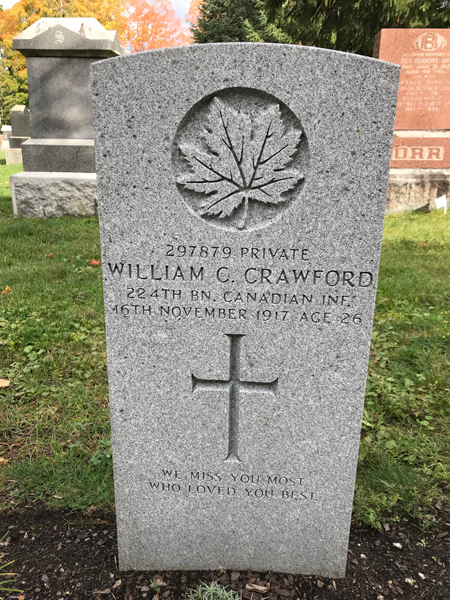 297879 PRIVATE
WILLIAM C. CRAWFORD
224TH BN. CANADIAN INF.
16TH NOVEMBER 1917 AGE 26
WE MISS YOU MOST
WHO LOVED YOU BEST
B
ORR